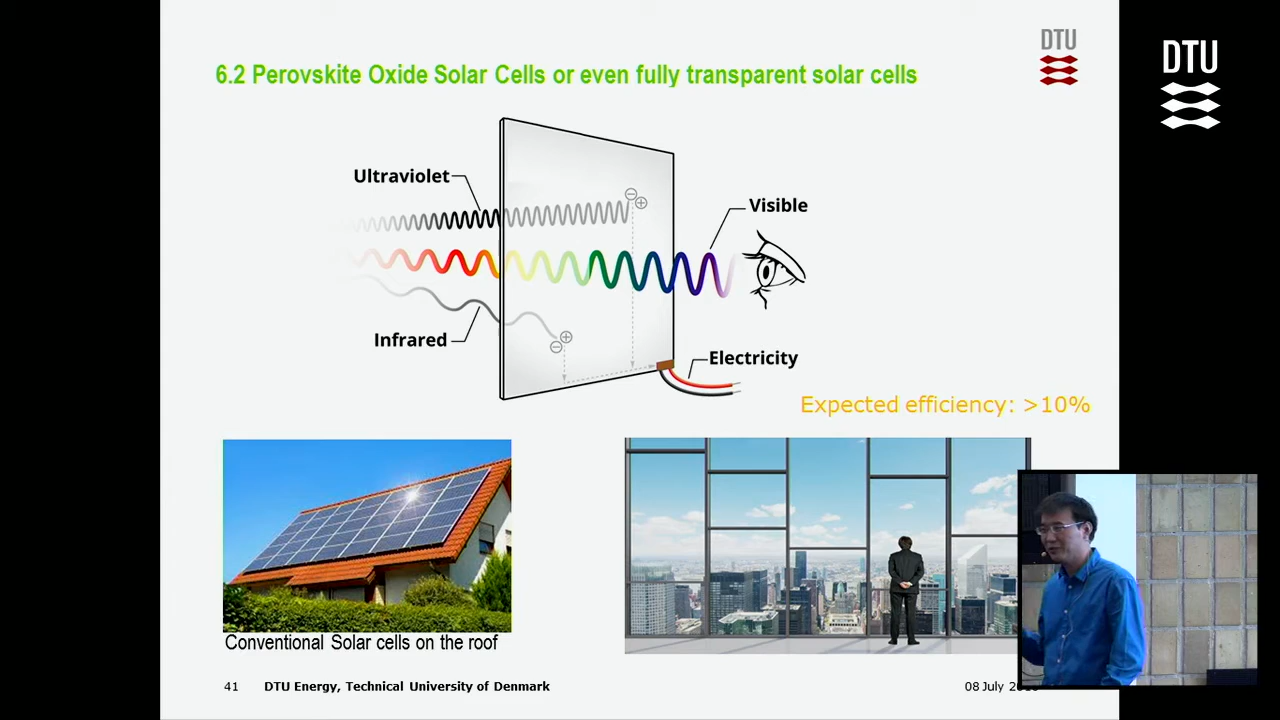 DTU
DTU
6.2 Perovskite Oxide Solar Cells or even fully transparent solar cells
Ultraviolet
Visible
Infrared
Electricity
Expected efficiency: >10%
Conventional Solar cells on the roof
41 DTU Energy, Technical University of Denmark 08 July